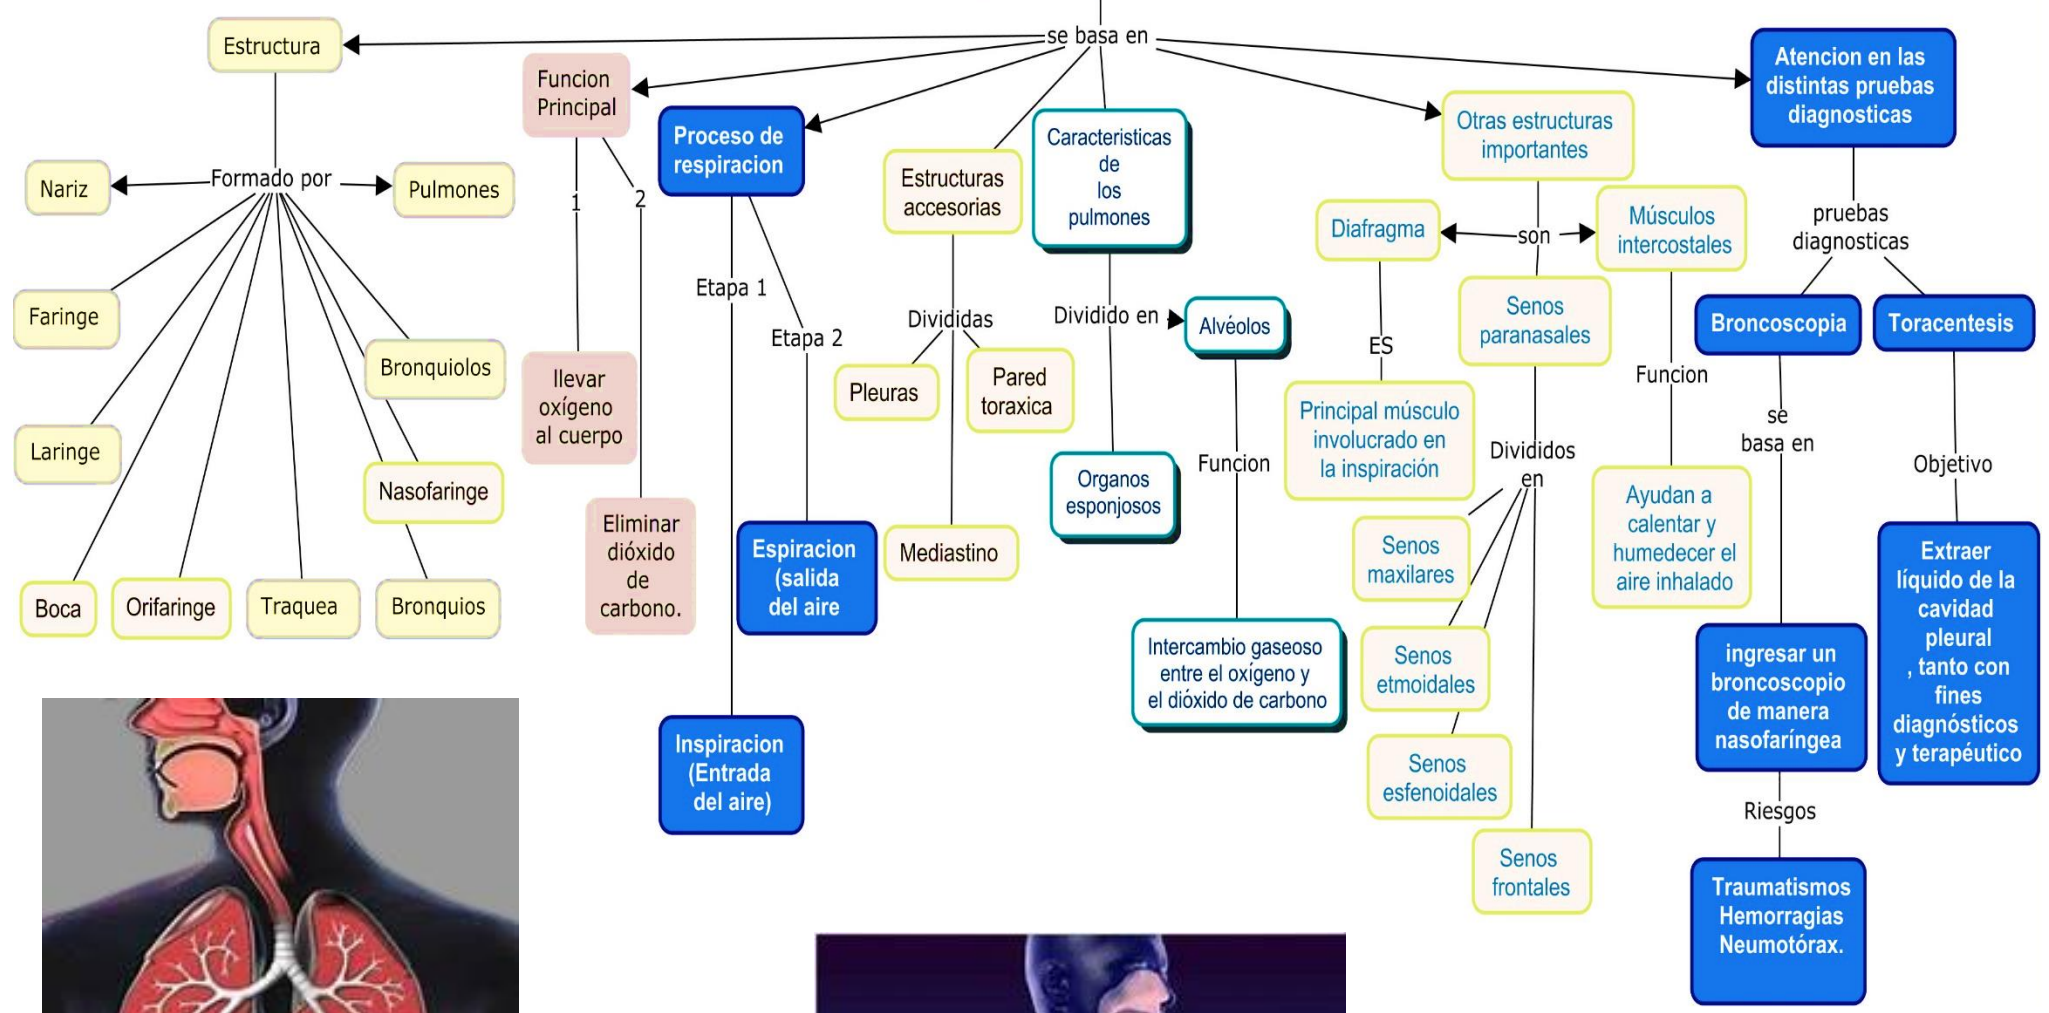 se basa en
Estructura
Formado por
Nariz
Pulmones
Faringe
Bronquiolos
Laringe
Nasofaringe
Boca
Orifaringe
Traquea
Bronquios
Funcion
Principal
1
2
llevar
oxígeno
al cuerpo
Eliminar
dióxido
de
carbono.
Proceso de
respiracion
Etapa 1
Etapa 2
Espiracion
(salida
del aire
Inspiracion
(Entrada
del aire)
Estructuras
accesorias
Divididas
Pleuras
Pared
toraxica
Mediastino
Caracteristicas
de
los
pulmones
Dividido en
Alvéolos
Organos
esponjosos
Funcion
Intercambio gaseoso
entre el oxígeno y
el dióxido de carbono
Otras estructuras
importantes
son
Diafragma
Músculos
intercostales
Senos
paranasales
ES
Principal músculo
involucrado en
la inspiración
Funcion
Ayudan a
calentar y
humedecer el
aire inhalado
Divididos
en
Senos
maxilares
Senos
etmoidales
Senos
esfenoidales
Senos
frontales
Atencion en las
distintas pruebas
diagnosticas
pruebas
diagnosticas
Broncoscopia
Toracentesis
se
basa en
ingresar un
broncoscopio
de manera
nasofaríngea
Riesgos
Traumatismos
Hemorragias
Neumotórax.
Objetivo
Extraer
líquido de la
cavidad
pleural
, tanto con
fines
diagnósticos
y terapéutico